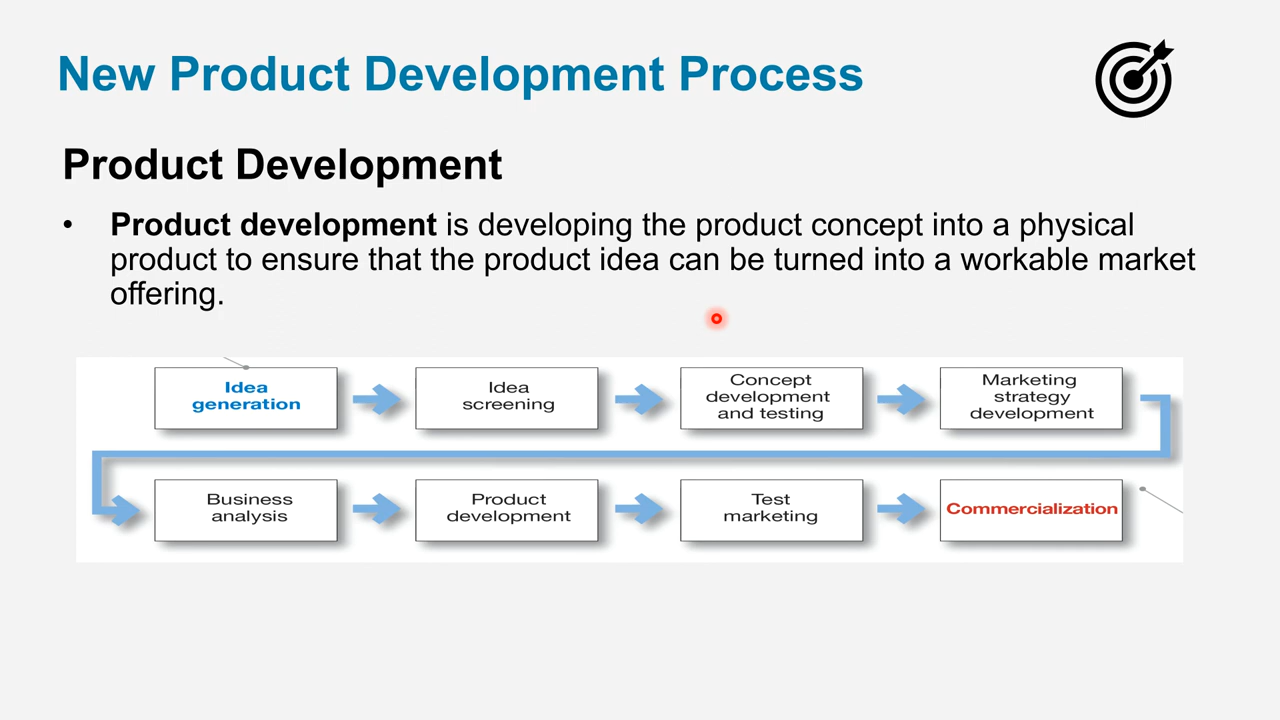 New Product Development Process
Product Development
• Product development is developing the product concept into a physical
product to ensure that the product idea can be turned into a workable market
offering.
Idea
generation
Idea
screening
Concept
development
and testing
Marketing
strategy
development
Business
analysis
Product
development
Test
marketing
Commercialization